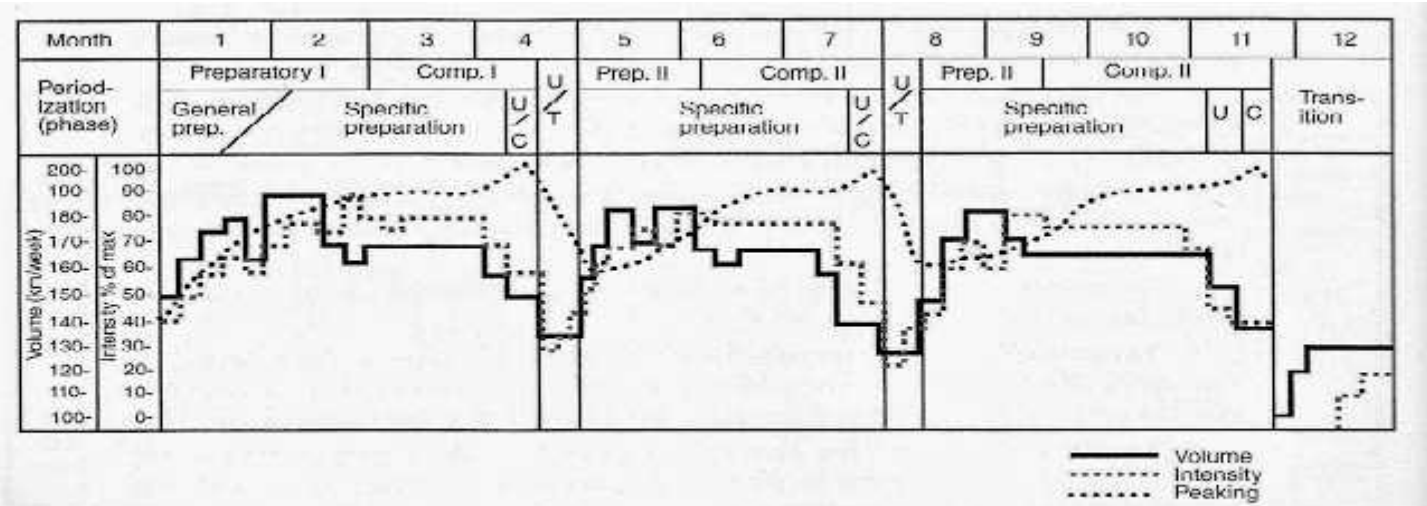 Month 1 2 3 4 5 6 7 8 9 10 11 12
Period-
ization
(phase)
Preparatory I Comp. I U/T Prep. II Comp. II U/T Prep. II Comp. II Trans-
ition
General
prep.
Specific
preparation
U/C
Specific
preparation
U/C
Specific
preparation
U C
Volume (km/week)
Intensity % of max
200- 100-
190- 90-
180- 80-
170- 70-
160- 60-
150- 50-
140- 40-
130- 30-
120- 20-
110- 10-
100- 0-
Volume
Intensity
Peaking